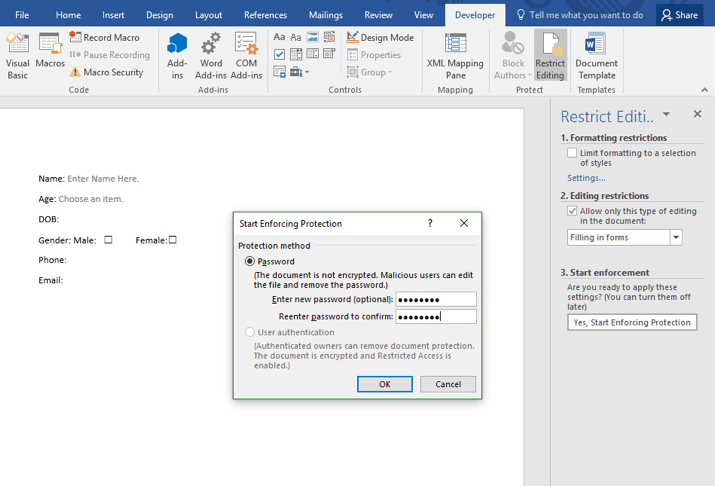 File Home Insert Design Layout References Mailings Review View Developer Tell me what you want to do Share
Visual Basic
Macros
Record Macro
Pause Recording
Macro Security
Code
Add-ins
Word Add-ins
COM Add-ins
Add-ins
Aa Aa
Design Mode
Properties
Group
Controls
XML Mapping Pane
Mapping
Block Authors
Restrict Editing
Protect
Document Template
Templates
Name: Enter Name Here.
Age: Choose an item.
DOB:
Gender: Male: Female:
Phone:
Email:
Start Enforcing Protection ?
Protection method
Password
(The document is not encrypted. Malicious users can edit
the file and remove the password.)
Enter new password (optional):
Reenter password to confirm:
User authentication
(Authenticated owners can remove document protection.
The document is encrypted and Restricted Access is
enabled.)
OK Cancel
Restrict Editi..
1. Formatting restrictions
Limit formatting to a selection
of styles
Settings...
2. Editing restrictions
Allow only this type of editing
in the document:
Filling in forms
3. Start enforcement
Are you ready to apply these
settings? (You can turn them off
later)
Yes, Start Enforcing Protection